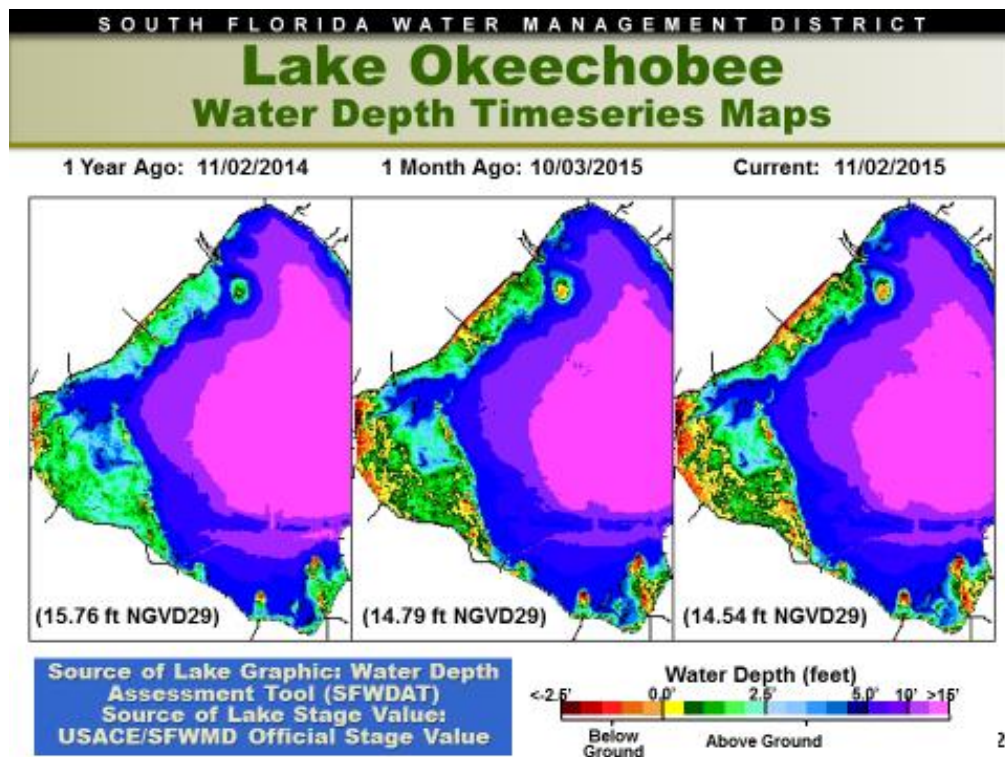 SOUTH FLORIDA WATER MANAGEMENT DISTRICT
Lake Okeechobee
Water Depth Timeseries Maps
1 Year Ago: 11/02/2014
1 Month Ago: 10/03/2015
Current: 11/02/2015
(15.76 ft NGVD29)
(14.79 ft NGVD29)
(14.54 ft NGVD29)
Source of Lake Graphic: Water Depth
Assessment Tool (SFWDAT)
Source of Lake Stage Value:
USACE/SFWMD Official Stage Value
Water Depth (feet)
<-2.5' 0.0' 2.5' 5.0' 10' >15'
Below
Ground
Above Ground
2